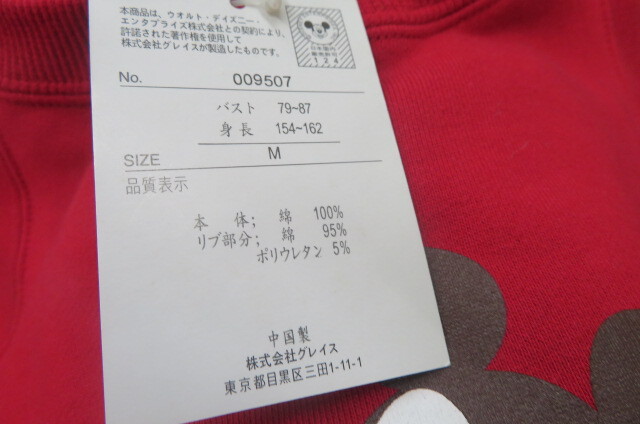 本商品は、ウオルト・ディズニー・
エンタプライズ株式会社との契約により、
許諾された著作権を使用して
株式会社グレイスが製造したものです。
124
No. 009507
バスト 79~87
身長 154~162
SIZE M
品質表示
本体; 綿 100%
リブ部分; 綿 95%
ポリウレタン 5%
中国製
株式会社グレイス
東京都目黒区三田1-11-1